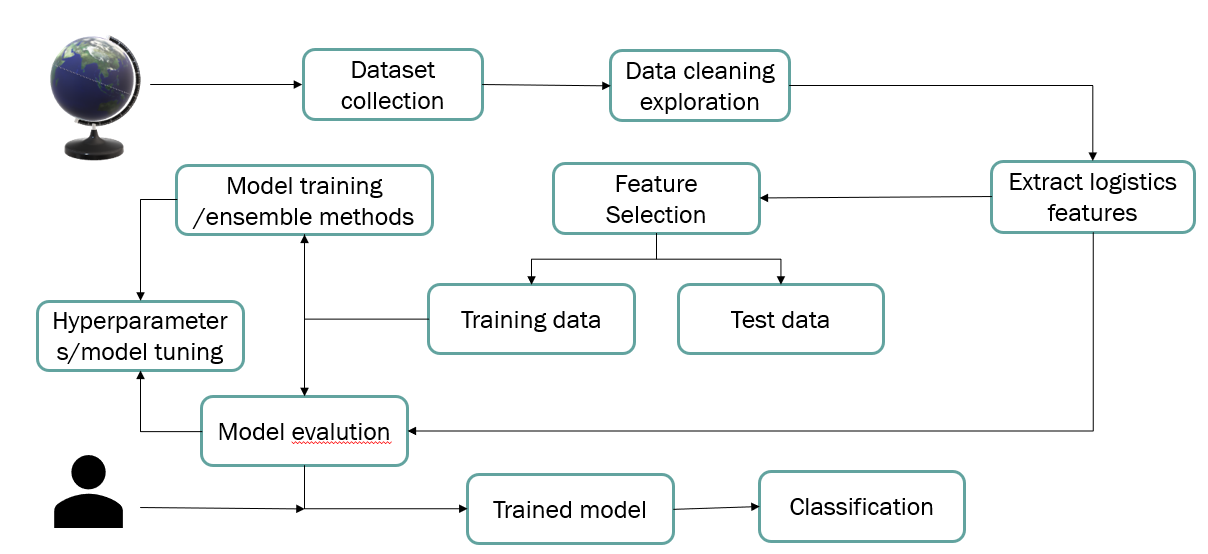 Dataset
collection
Data cleaning
exploration
Model training
/ensemble methods
Feature
Selection
Extract logistics
features
Hyperparameter
s/model tuning
Training data
Test data
Model evalution
Trained model
Classification